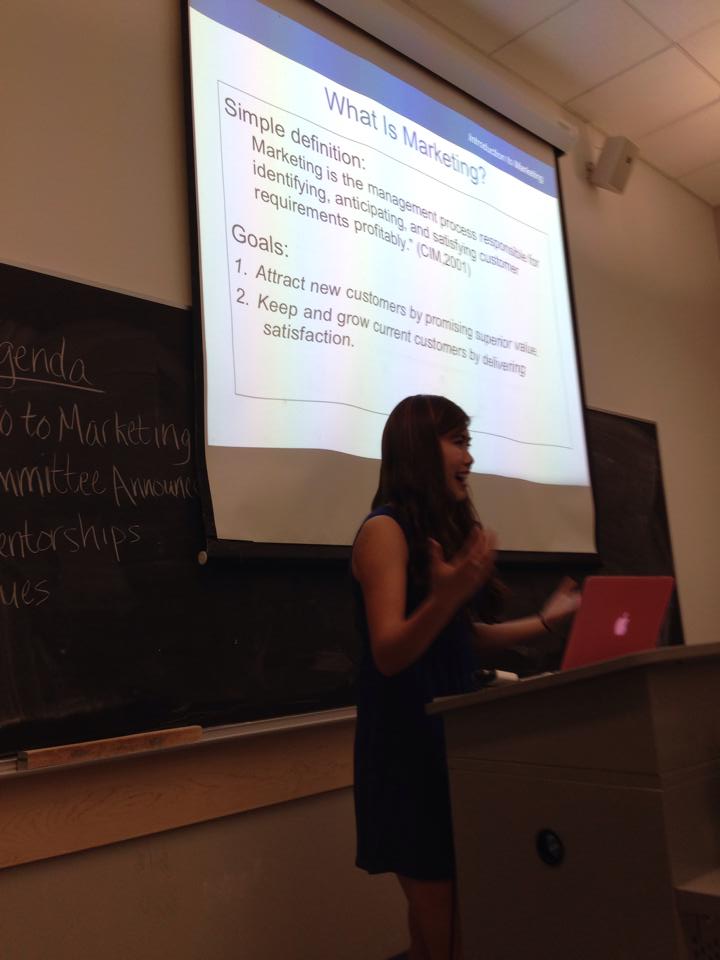 Introduction to Marketing
What Is Marketing?
Simple definition:
Marketing is the management process responsible for
identifying, anticipating, and satisfying customer
requirements profitably." (CIM,2001)
Goals:
1. Attract new customers by promising superior value.
2. Keep and grow current customers by delivering
satisfaction.
genda
o to Marketing
mmittee Announce
entorships
ues